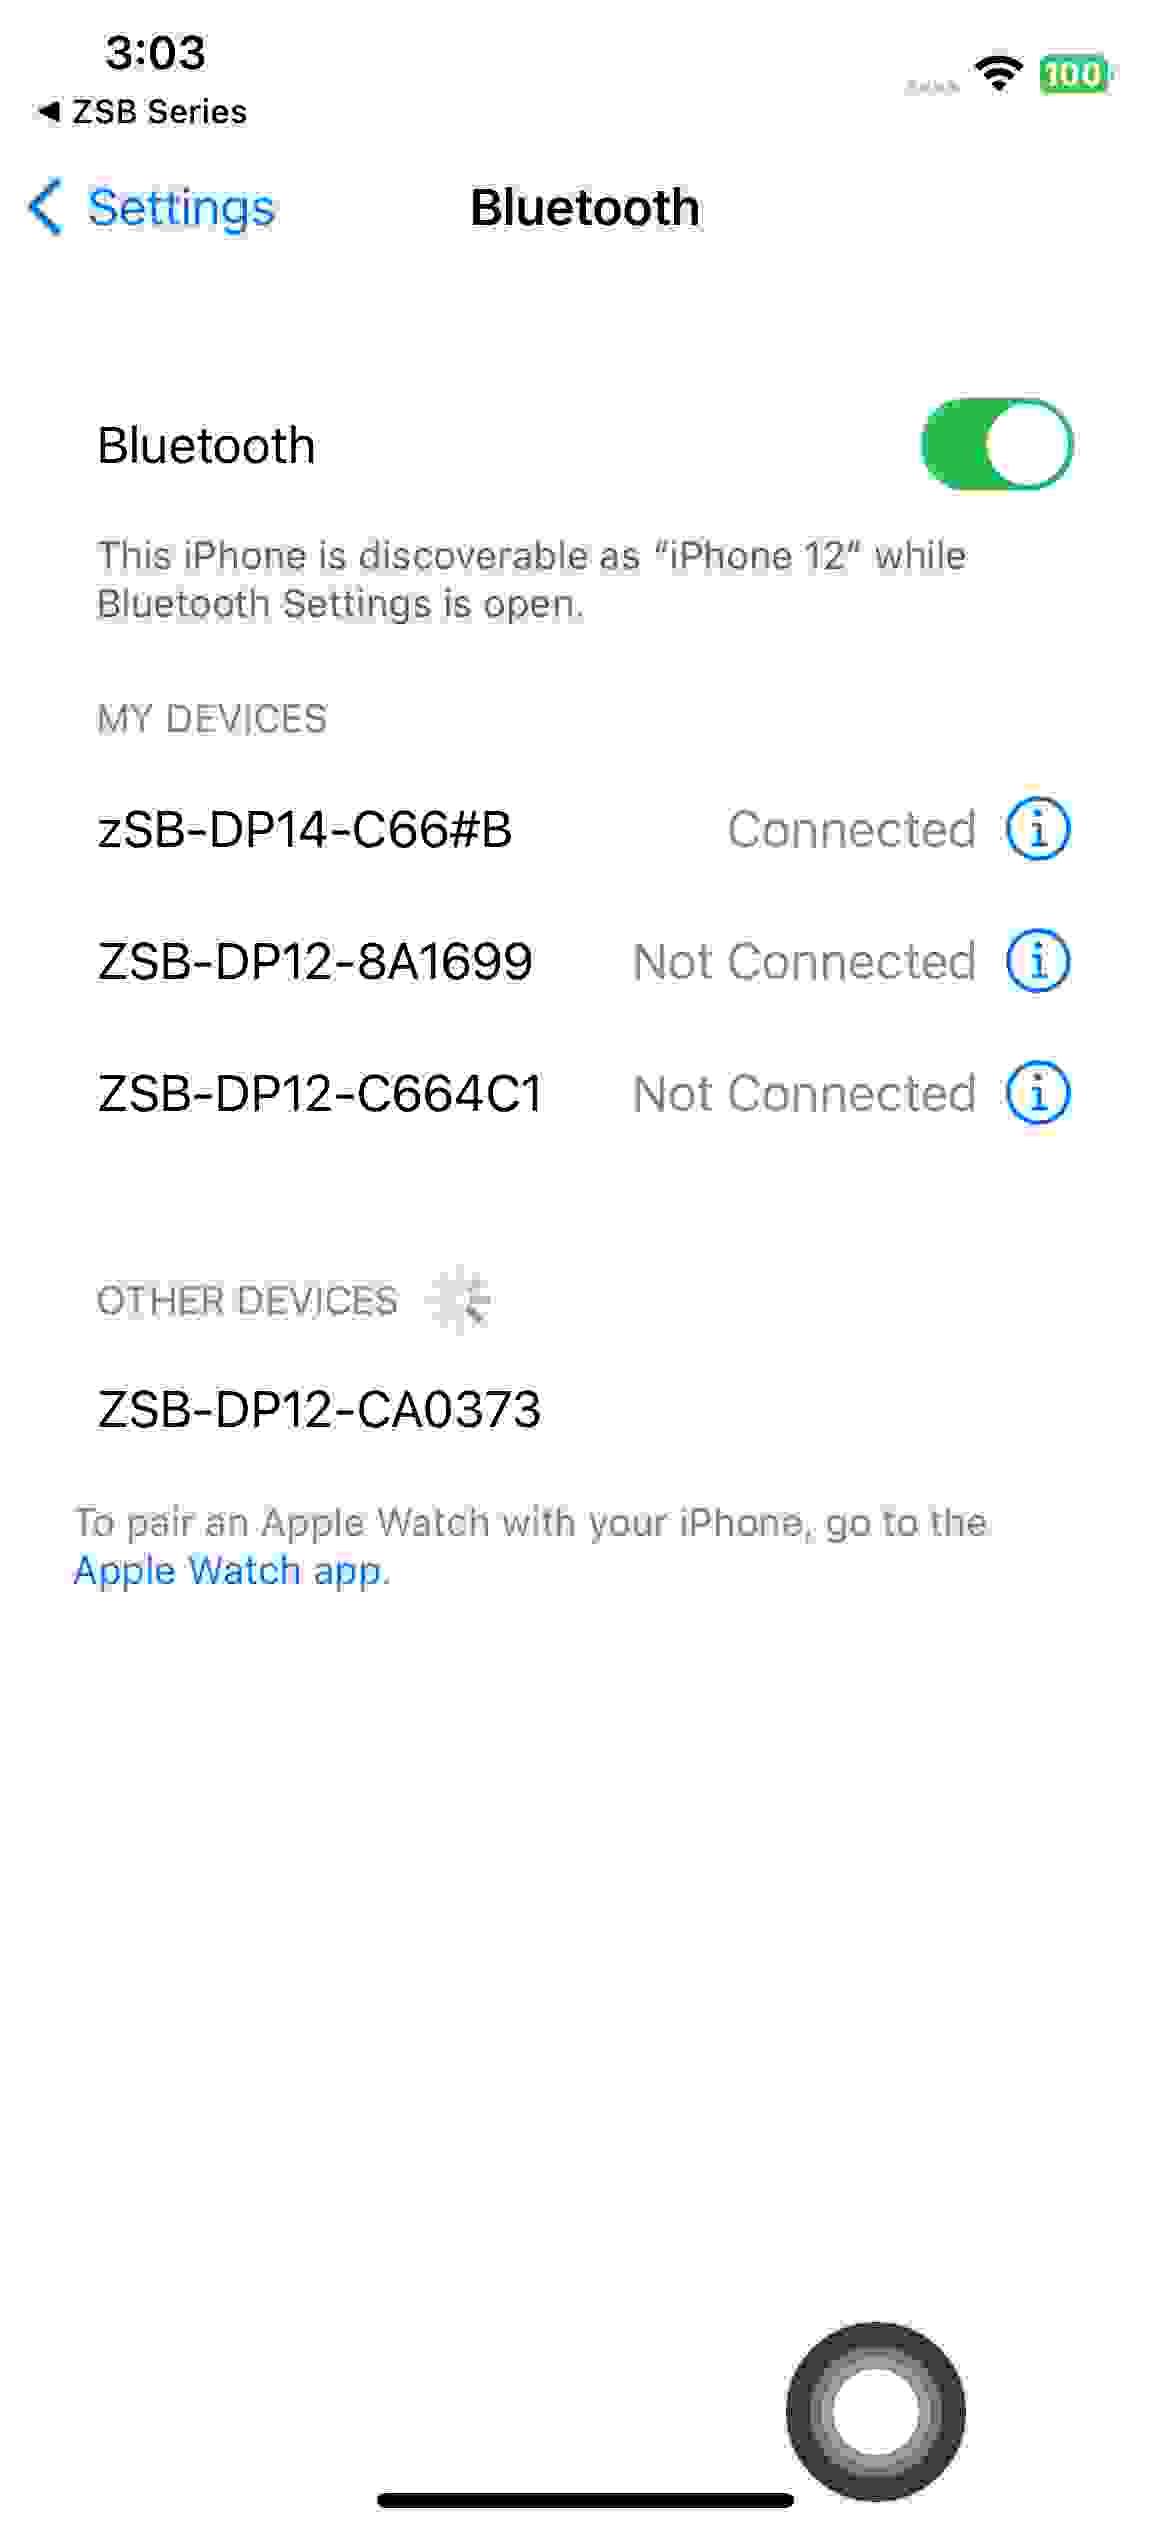 3:03
◀ ZSB Series
100
Settings
Bluetooth
Bluetooth
This iPhone is discoverable as “iPhone 12” while
Bluetooth Settings is open.
MY DEVICES
zSB-DP14-C66#B
Connected
ZSB-DP12-8A1699
Not Connected
ZSB-DP12-C664C1
Not Connected
OTHER DEVICES
ZSB-DP12-CA0373
To pair an Apple Watch with your iPhone, go to the
Apple Watch app.